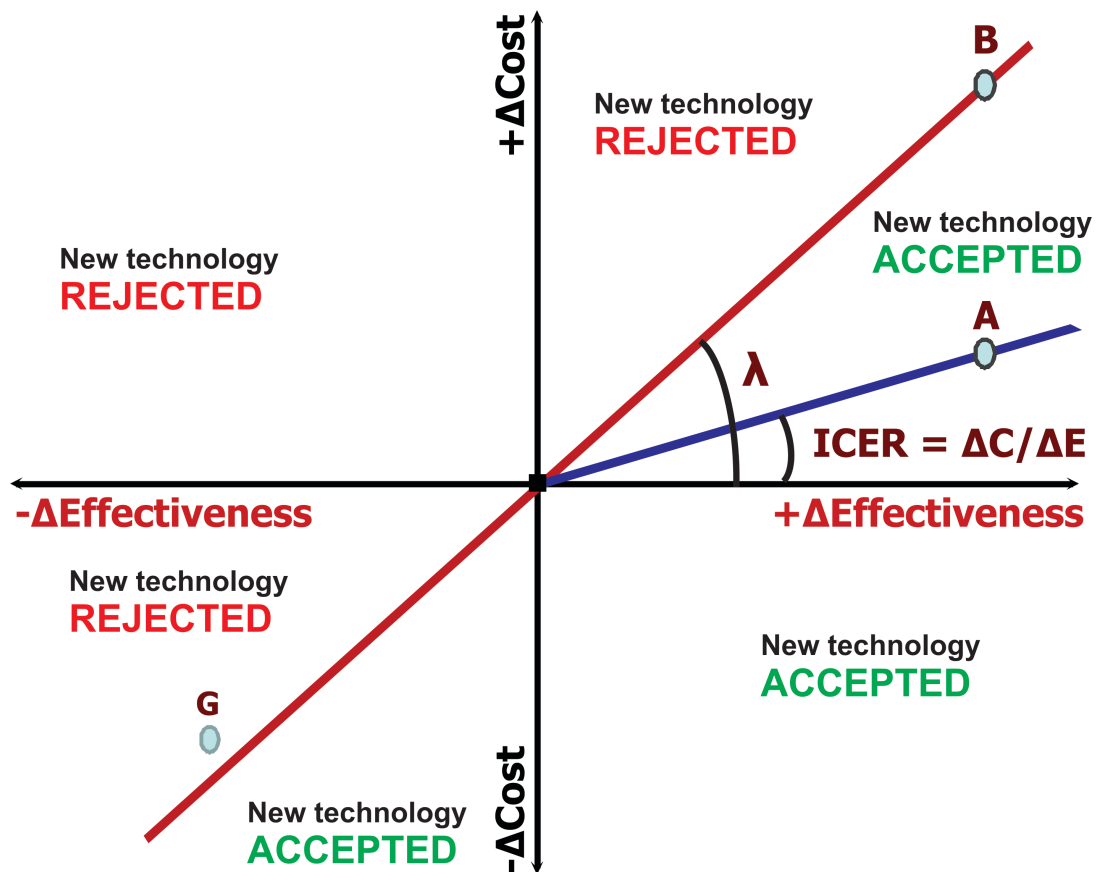 +ΔCost
B
New technology
REJECTED
New technology
ACCEPTED
New technology
REJECTED
A
λ
ICER = ΔC/ΔE
-ΔEffectiveness
+ΔEffectiveness
New technology
REJECTED
New technology
ACCEPTED
G
-ΔCost
New technology
ACCEPTED